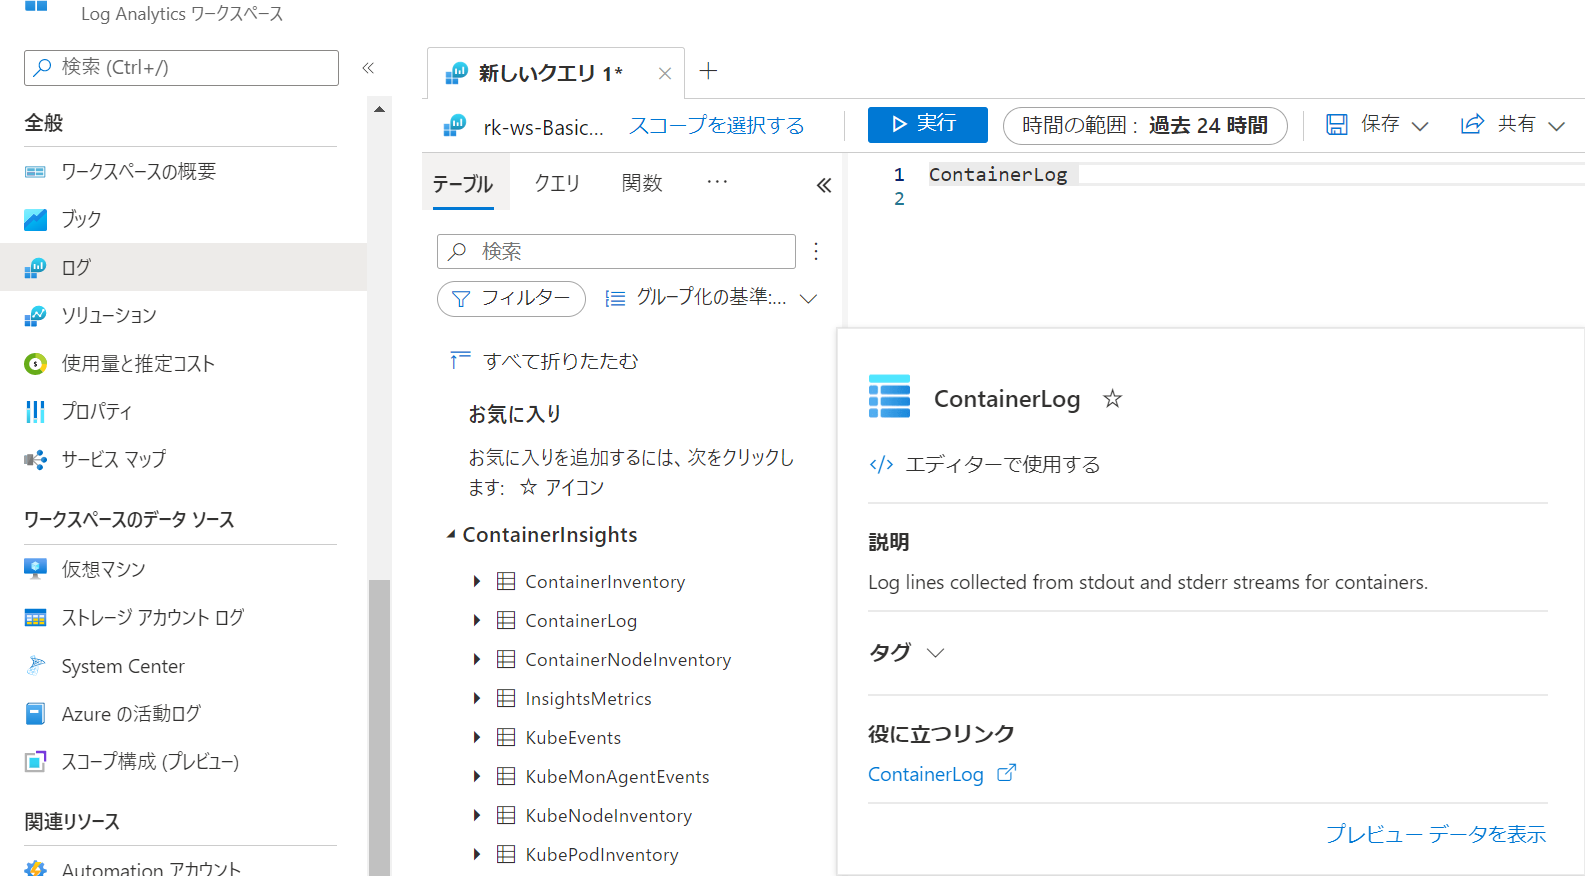 Log Analytics ワークスペース
検索 (Ctrl+/)
全般
ワークスペースの概要
ブック
ログ
ソリューション
使用量と推定コスト
プロパティ
サービス マップ
ワークスペースのデータ ソース
仮想マシン
ストレージ アカウント ログ
System Center
Azure の活動ログ
スコープ構成 (プレビュー)
関連リソース
Automation アカウント
新しいクエリ 1*
rk-ws-Basic...
スコープを選択する
実行
時間の範囲 : 過去 24 時間
保存
共有
テーブル
クエリ
関数
...
検索
フィルター
グループ化の基準:...
すべて折りたたむ
お気に入り
お気に入りを追加するには、次をクリックし
ます: ☆ アイコン
ContainerInsights
ContainerInventory
ContainerLog
ContainerNodeInventory
InsightsMetrics
KubeEvents
KubeMonAgentEvents
KubeNodeInventory
KubePodInventory
1 ContainerLog
2
ContainerLog ☆
</> エディターで使用する
説明
Log lines collected from stdout and stderr streams for containers.
タグ
役に立つリンク
ContainerLog
プレビュー データを表示